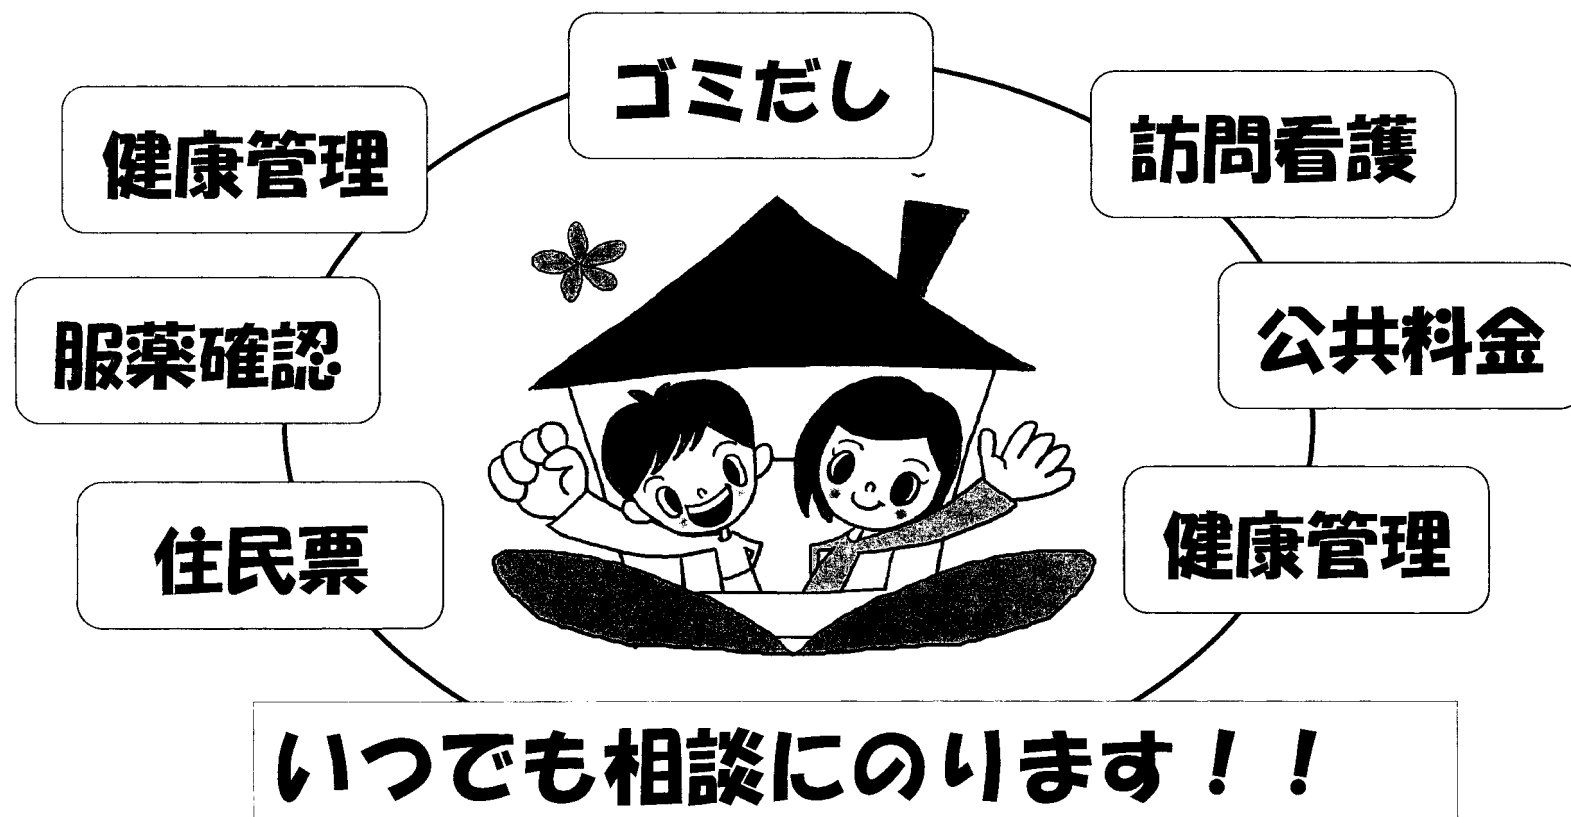 ゴミだし
健康管理
訪問看護
服薬確認
公共料金
住民票
健康管理
いつでも相談にのります！！